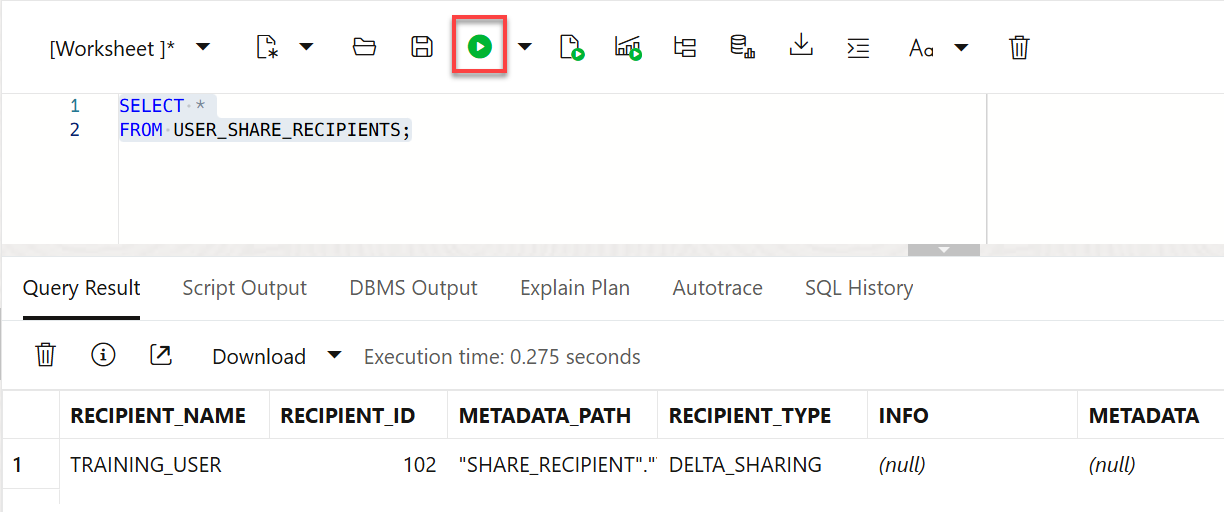 [Worksheet ]*
Aa
1 SELECT *
2 FROM USER_SHARE_RECIPIENTS;
Query Result Script Output DBMS Output Explain Plan Autotrace SQL History
Download Execution time: 0.275 seconds
RECIPIENT_NAME RECIPIENT_ID METADATA_PATH RECIPIENT_TYPE INFO METADATA
1 TRAINING_USER 102 "SHARE_RECIPIENT"." DELTA_SHARING (null) (null)